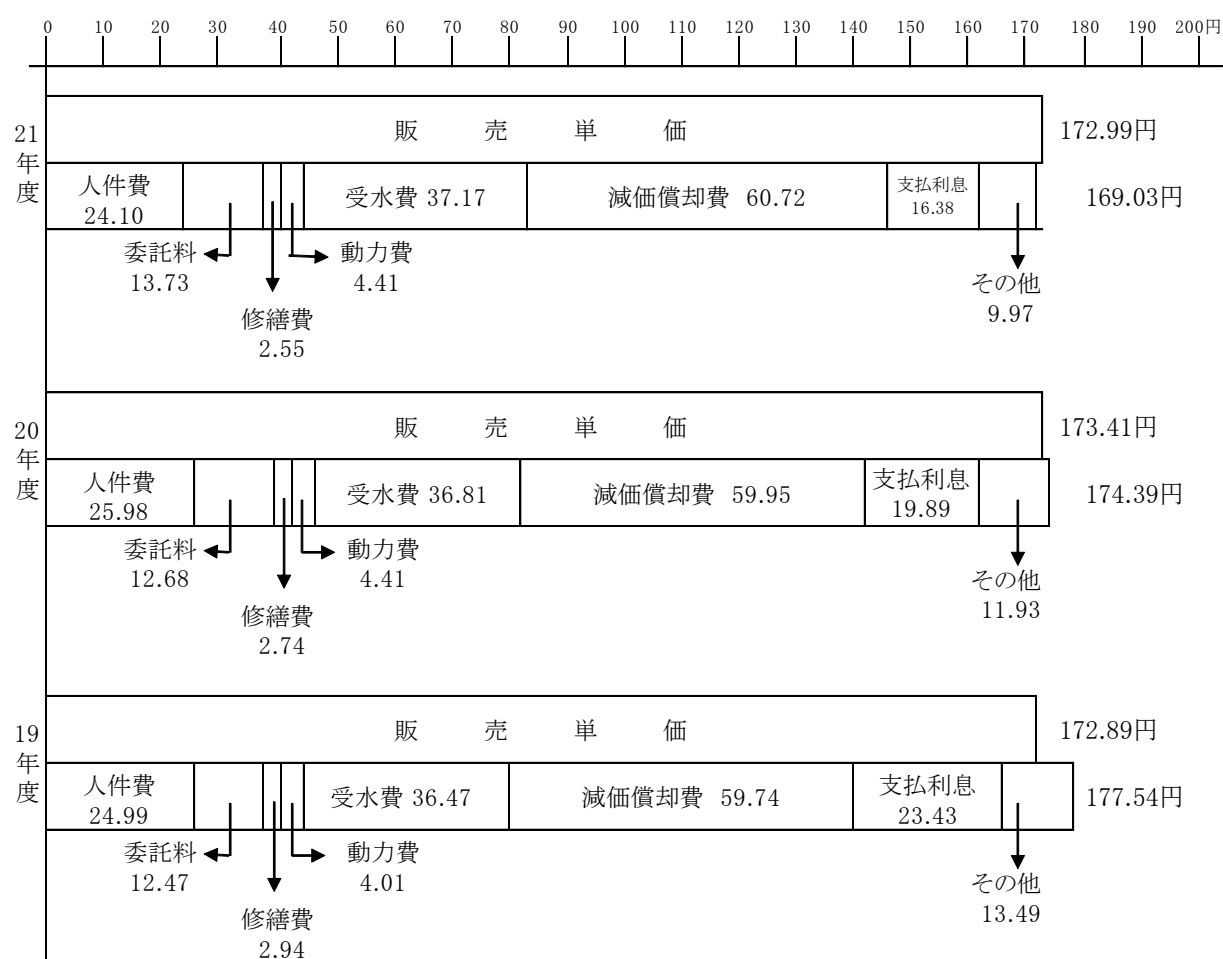 0 10 20 30 40 50 60 70 80 90 100 110 120 130 140 150 160 170 180 190 200円
21年度
販 売 単 価 172.99円
人件費 24.10
受水費 37.17
減価償却費 60.72
支払利息 16.38
169.03円
委託料 13.73
動力費 4.41
修繕費 2.55
その他 9.97
20年度
販 売 単 価 173.41円
人件費 25.98
受水費 36.81
減価償却費 59.95
支払利息 19.89
174.39円
委託料 12.68
動力費 4.41
修繕費 2.74
その他 11.93
19年度
販 売 単 価 172.89円
人件費 24.99
受水費 36.47
減価償却費 59.74
支払利息 23.43
177.54円
委託料 12.47
動力費 4.01
修繕費 2.94
その他 13.49